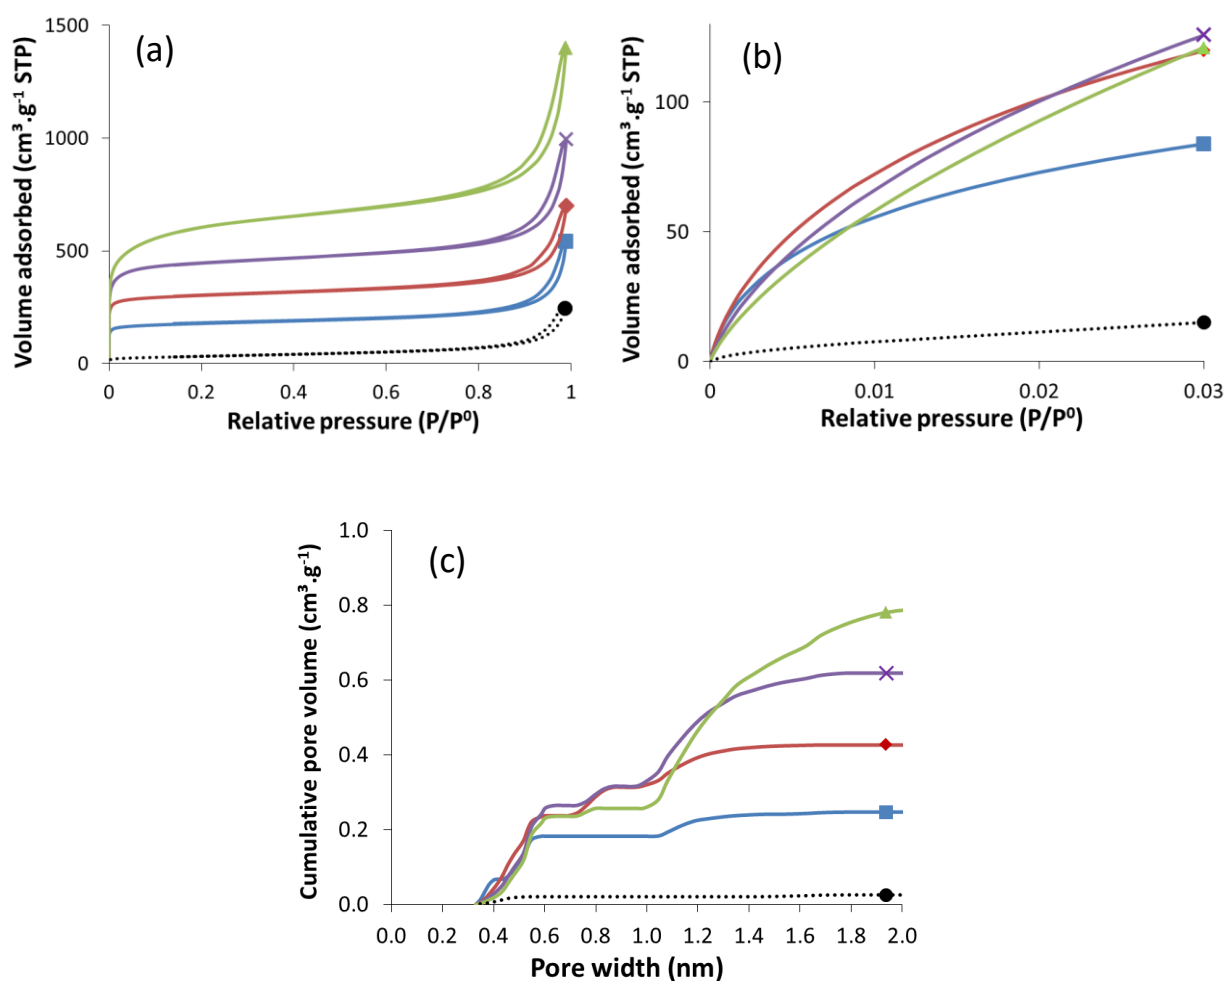 (a)
Volume adsorbed (cm³.g⁻¹ STP)
1500
1000
500
0
0 0.2 0.4 0.6 0.8 1
Relative pressure (P/P⁰)
(b)
Volume adsorbed (cm³.g⁻¹ STP)
100
50
0
0 0.01 0.02 0.03
Relative pressure (P/P⁰)
(c)
Cumulative pore volume (cm³.g⁻¹)
1.0
0.8
0.6
0.4
0.2
0.0
0.0 0.2 0.4 0.6 0.8 1.0 1.2 1.4 1.6 1.8 2.0
Pore width (nm)